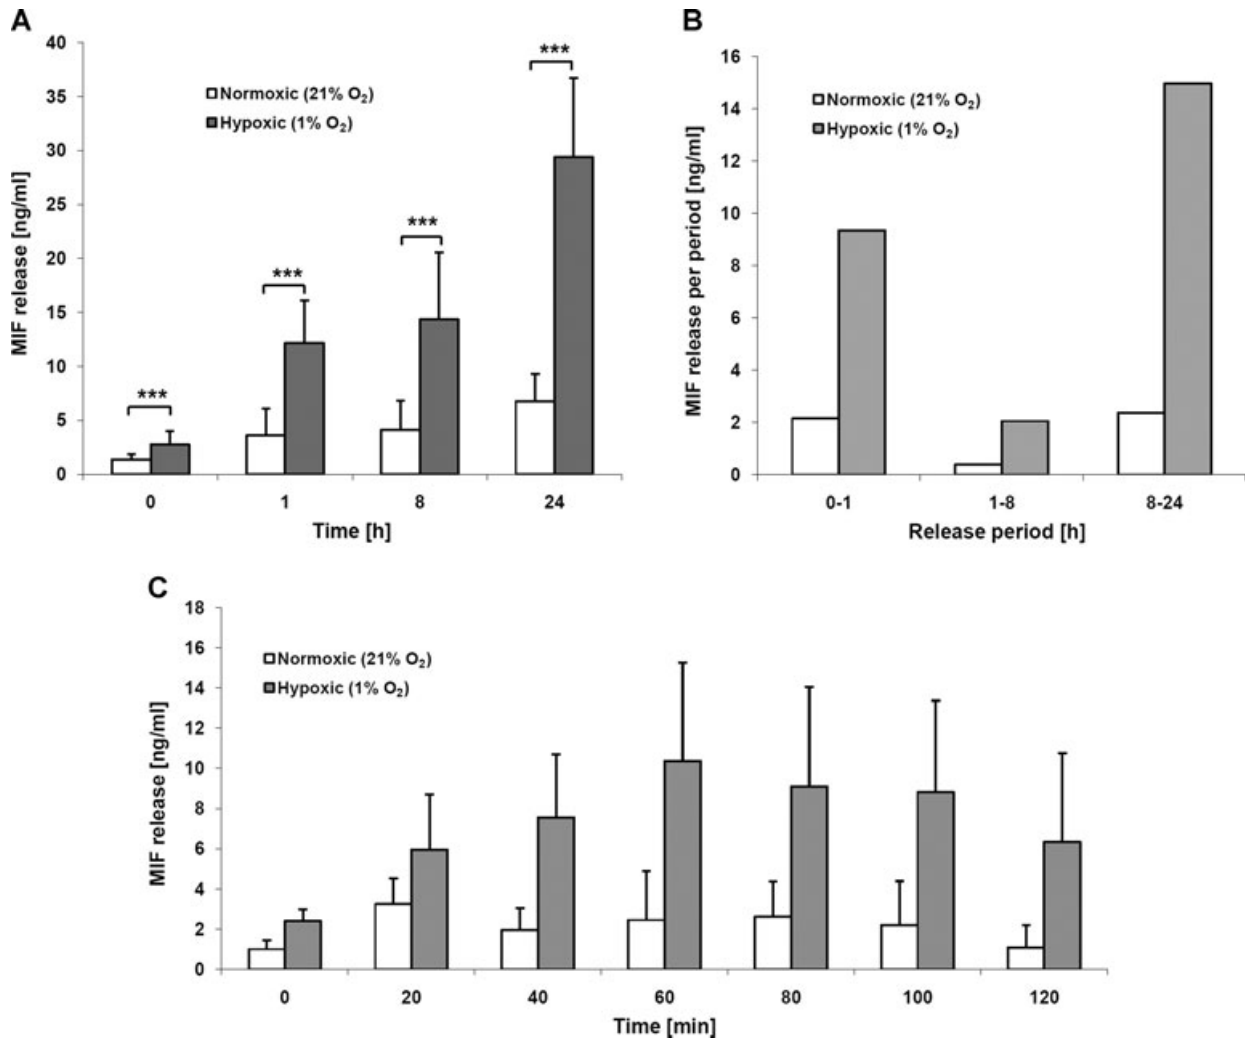 A
MIF release [ng/ml]
40
35
30
25
20
15
10
5
0
Normoxic (21% O₂)
Hypoxic (1% O₂)
***
***
***
***
0 1 8 24
Time [h]
B
MIF release per period [ng/ml]
16
14
12
10
8
6
4
2
0
Normoxic (21% O₂)
Hypoxic (1% O₂)
0-1 1-8 8-24
Release period [h]
C
MIF release [ng/ml]
18
16
14
12
10
8
6
4
2
0
Normoxic (21% O₂)
Hypoxic (1% O₂)
0 20 40 60 80 100 120
Time [min]